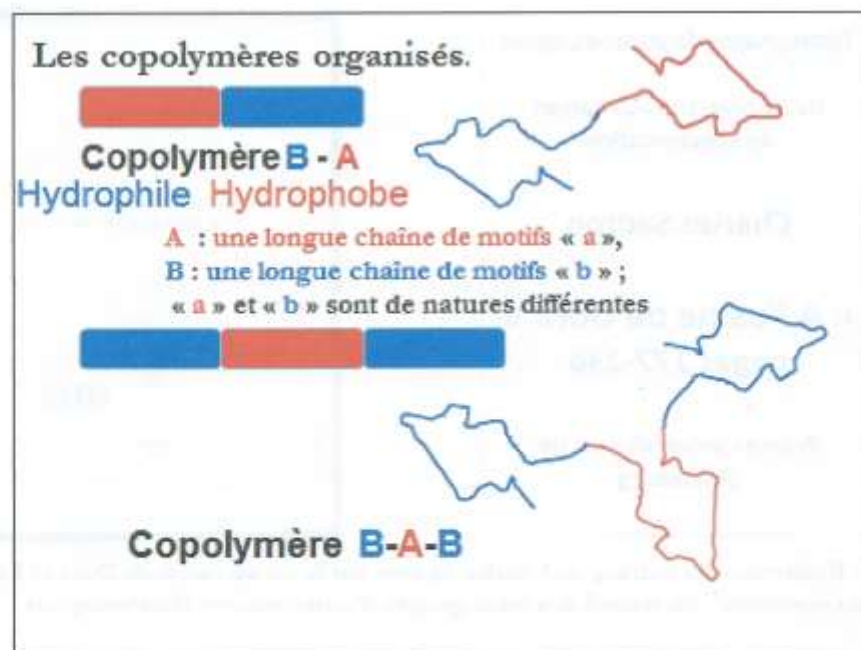 Les copolymères organisés.
Copolymère B - A
Hydrophile Hydrophobe
A : une longue chaîne de motifs « a »,
B : une longue chaîne de motifs « b » ;
« a » et « b » sont de natures différentes
Copolymère B-A-B